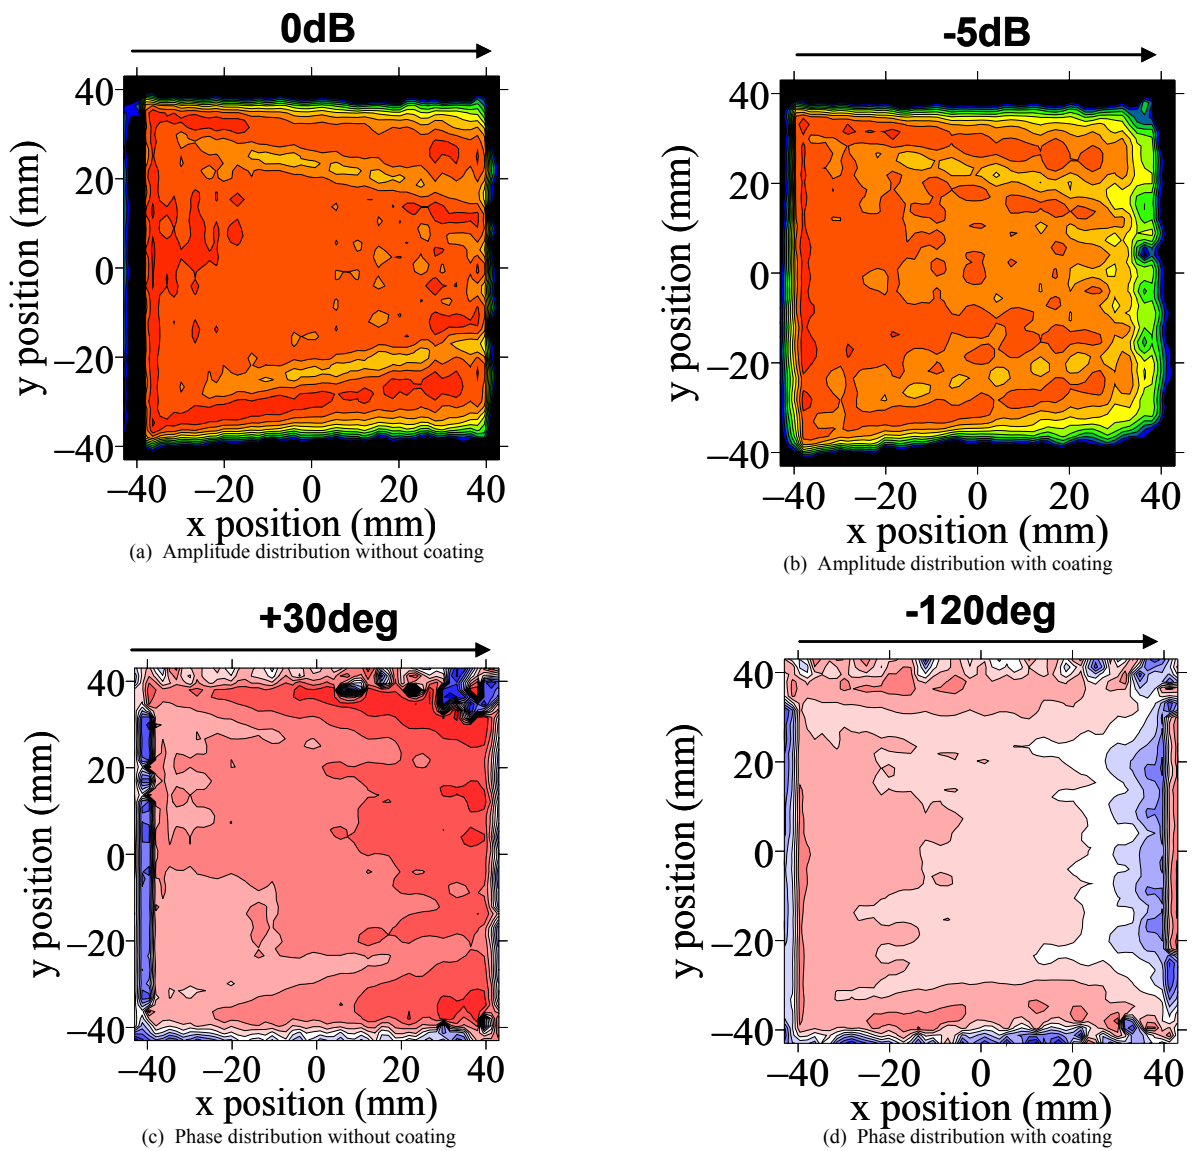 0dB
40
20
0
−20
−40
y position (mm)
−40 −20 0 20 40
x position (mm)
(a) Amplitude distribution without coating
-5dB
40
20
0
−20
−40
y position (mm)
−40 −20 0 20 40
x position (mm)
(b) Amplitude distribution with coating
+30deg
40
20
0
−20
−40
y position (mm)
−40 −20 0 20 40
x position (mm)
(c) Phase distribution without coating
-120deg
40
20
0
−20
−40
y position (mm)
−40 −20 0 20 40
x position (mm)
(d) Phase distribution with coating